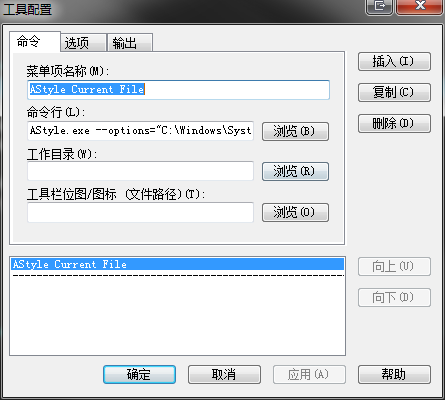 工具配置
命令
选项
输出
菜单项名称(M):
AStyle Current File
命令行(L):
AStyle.exe --options="C:\Windows\Syst
浏览(B)
工作目录(W):
浏览(R)
工具栏位图/图标 (文件路径)(T):
浏览(O)
插入(I)
复制(C)
删除(D)
AStyle Current File
向上(U)
向下(D)
确定
取消
应用(A)
帮助